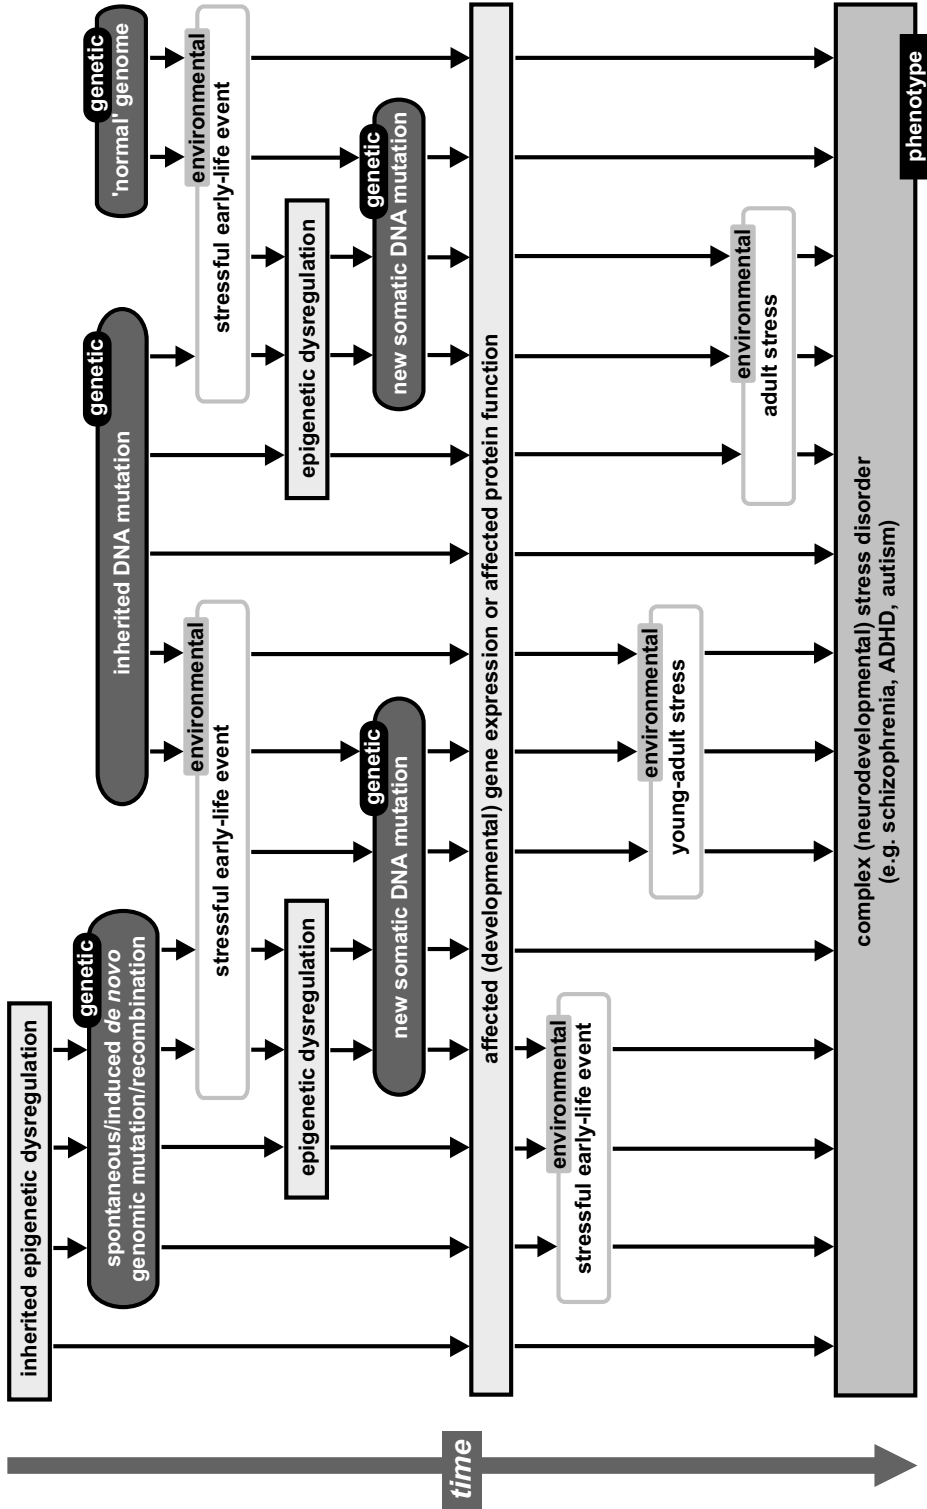 inherited epigenetic dysregulation
genetic
spontaneous/induced de novo
genomic mutation/recombination
genetic
inherited DNA mutation
genetic
'normal' genome
environmental
stressful early-life event
environmental
stressful early-life event
epigenetic dysregulation
epigenetic dysregulation
genetic
new somatic DNA mutation
genetic
new somatic DNA mutation
time
affected (developmental) gene expression or affected protein function
environmental
stressful early-life event
environmental
young-adult stress
environmental
adult stress
complex (neurodevelopmental) stress disorder
(e.g. schizophrenia, ADHD, autism)
phenotype